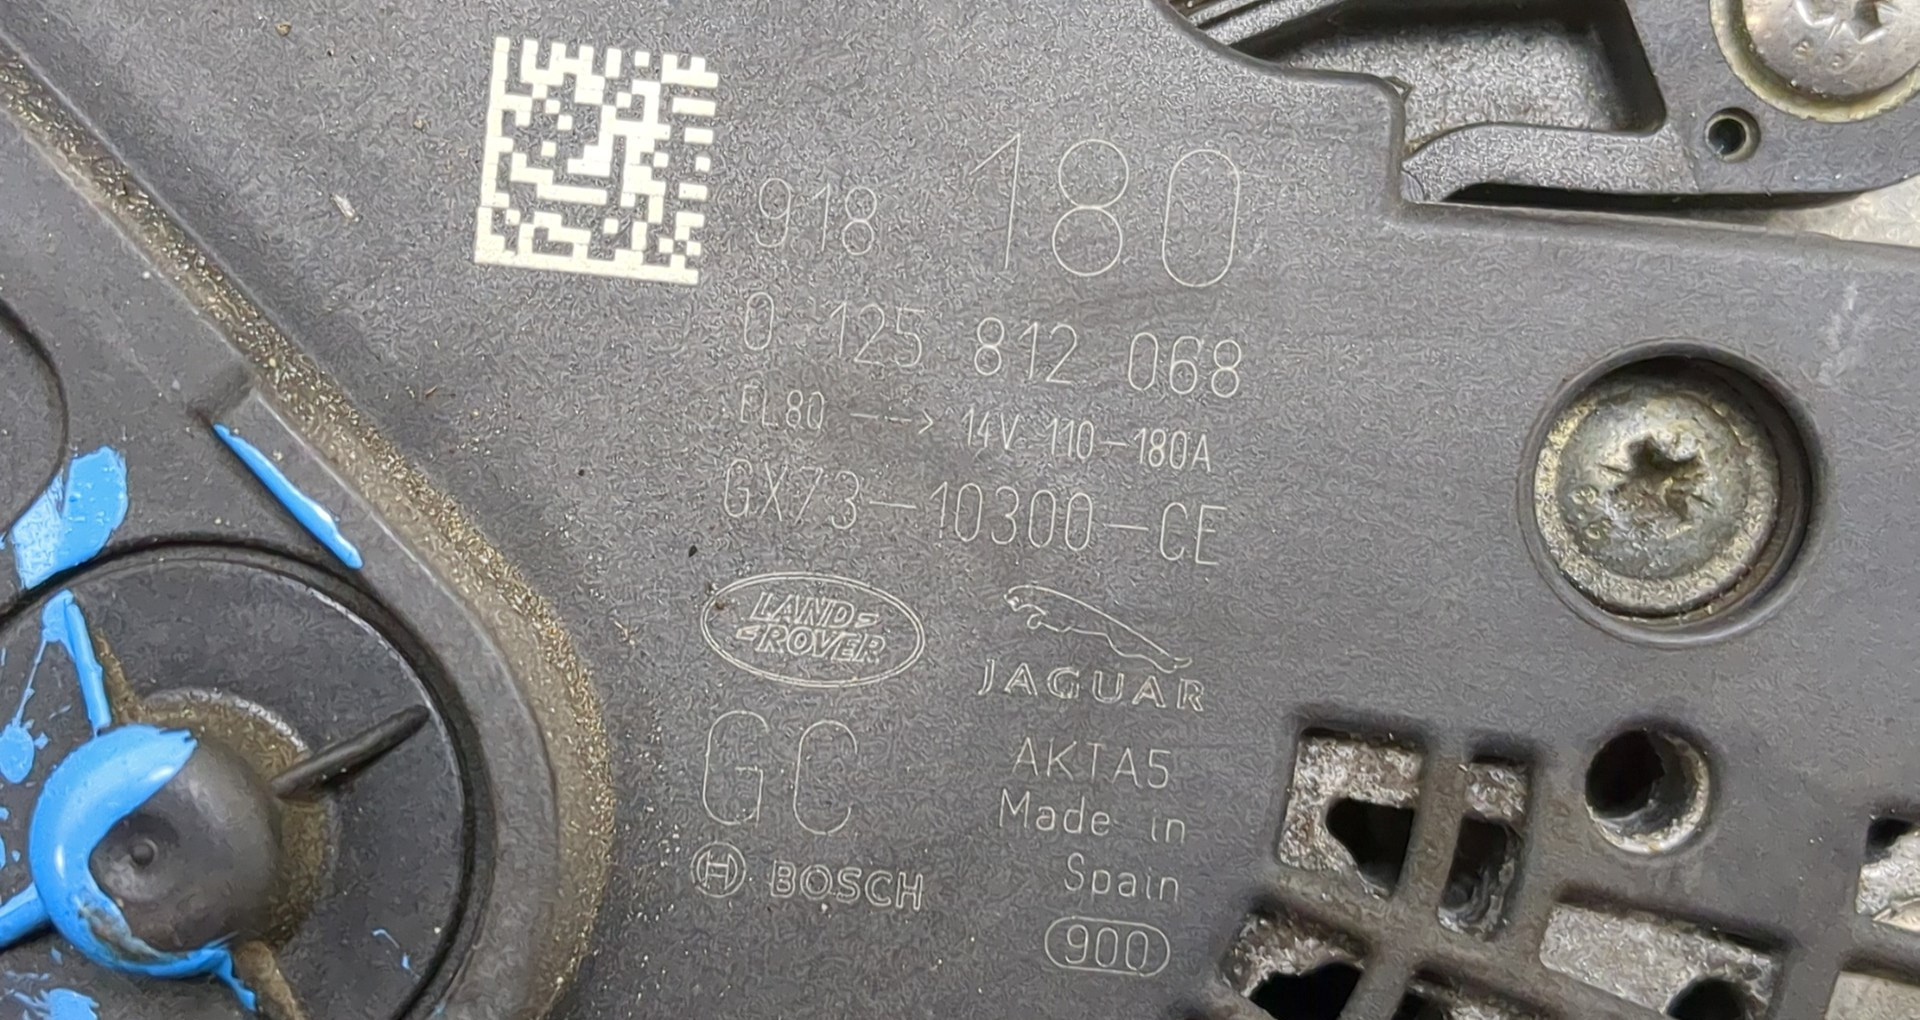 918 180
0 125 812 068
EL8Q --> 14V 110-180A
GX73-10300-CE
LAND
ROVER
JAGUAR
GC
AKTA5
Made in
Spain
BOSCH
900